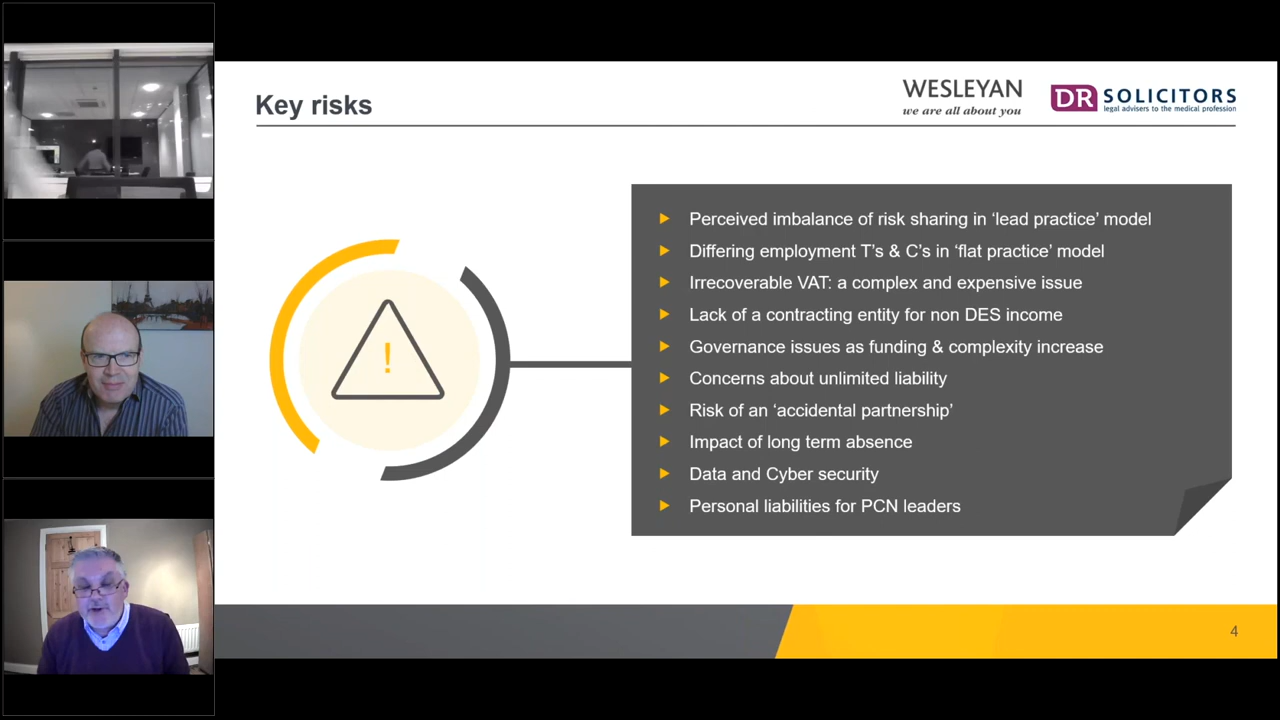 Key risks
WESLEYAN
we are all about you
DR SOLICITORS
legal advisers to the medical profession
!
Perceived imbalance of risk sharing in ‘lead practice’ model
Differing employment T’s & C’s in ‘flat practice’ model
Irrecoverable VAT: a complex and expensive issue
Lack of a contracting entity for non DES income
Governance issues as funding & complexity increase
Concerns about unlimited liability
Risk of an ‘accidental partnership’
Impact of long term absence
Data and Cyber security
Personal liabilities for PCN leaders
4